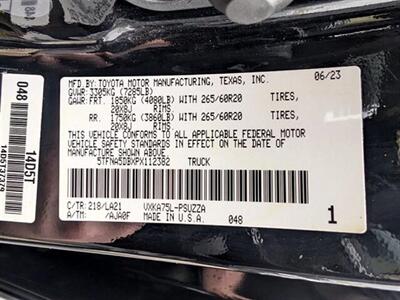 MFD.BY:TOYOTA MOTOR MANUFACTURING, TEXAS, INC. 06/23
GVWR: 3305KG (7285LB)
GAWR: FRT. 1850KG (4080LB) WITH 265/60R20 TIRES,
20X8J RIMS,
RR. 1750KG (3860LB) WITH 265/60R20 TIRES,
20X8J RIMS,
THIS VEHICLE CONFORMS TO ALL APPLICABLE FEDERAL MOTOR
VEHICLE SAFETY STANDARDS IN EFFECT ON THE DATE
OF MANUFACTURE SHOWN ABOVE.
5TFNA5DBXPX112382 TRUCK
C/TR: 218/LA21 VXKA75L-PSUZZA
A/TM: /AJA0F MADE IN U.S.A. 048 1
048
14D5T